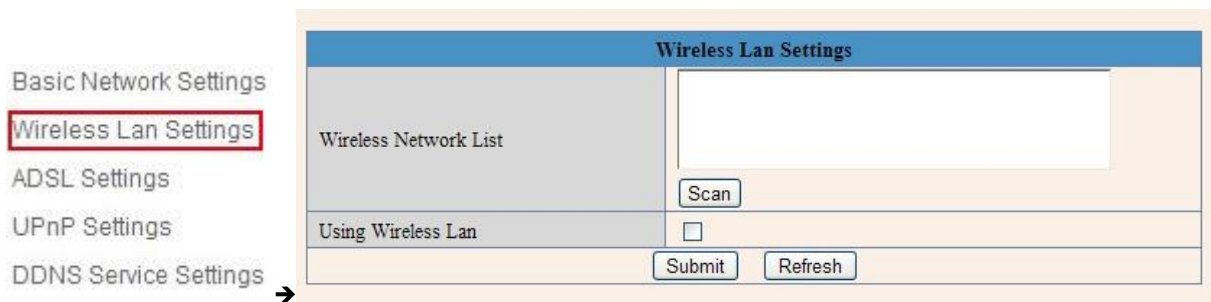 Basic Network Settings
Wireless Lan Settings
ADSL Settings
UPnP Settings
DDNS Service Settings
➔
Wireless Lan Settings
Wireless Network List
Scan
Using Wireless Lan
Submit Refresh